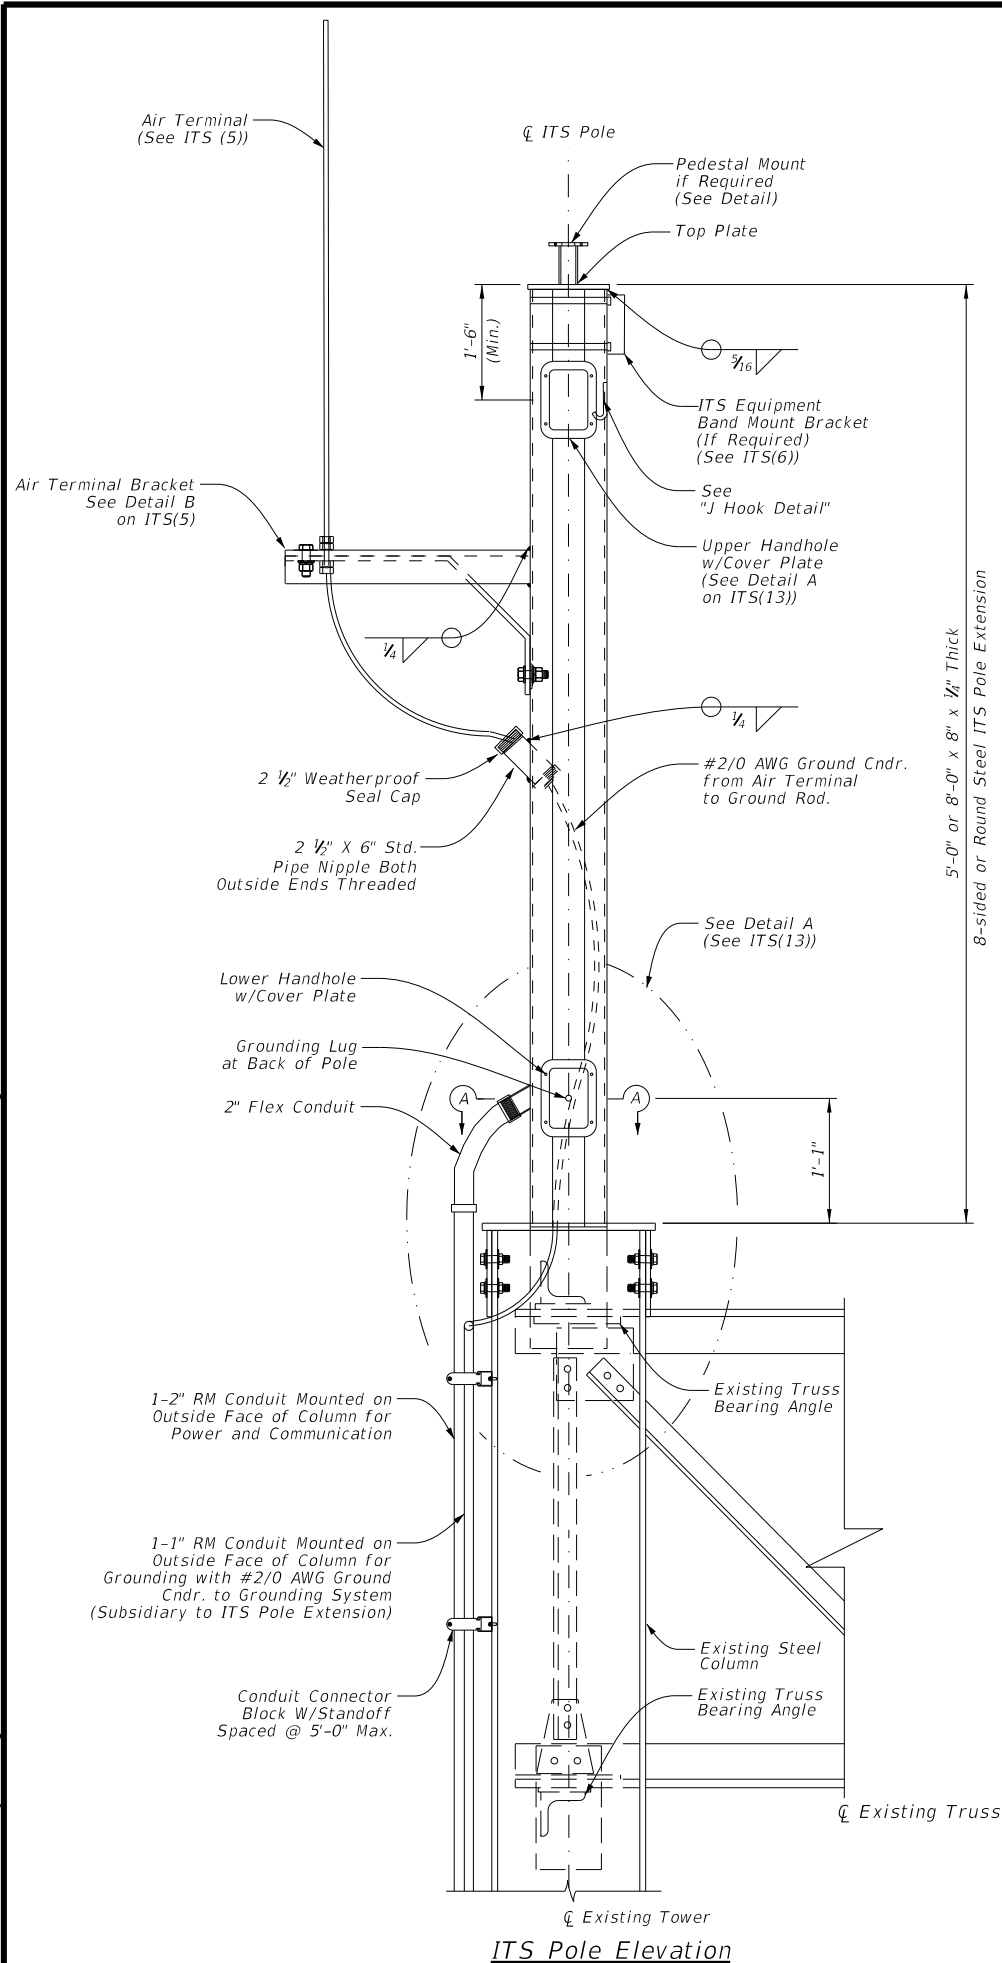 Air Terminal
(See ITS (5))
℄ ITS Pole
Pedestal Mount
if Required
(See Detail)
Top Plate
1'-6"
(Min.)
5/16
ITS Equipment
Band Mount Bracket
(If Required)
(See ITS(6))
See
"J Hook Detail"
Air Terminal Bracket
See Detail B
on ITS(5)
Upper Handhole
w/Cover Plate
(See Detail A
on ITS(13))
1/4
1/4
5'-0" or 8'-0" x 8" x 1/4" Thick
8-sided or Round Steel ITS Pole Extension
#2/0 AWG Ground Cndr.
from Air Terminal
to Ground Rod.
2 1/2" Weatherproof
Seal Cap
2 1/2" X 6" Std.
Pipe Nipple Both
Outside Ends Threaded
See Detail A
(See ITS(13))
Lower Handhole
w/Cover Plate
Grounding Lug
at Back of Pole
2" Flex Conduit
A
A
1'-1"
Existing Truss
Bearing Angle
1-2" RM Conduit Mounted on
Outside Face of Column for
Power and Communication
1-1" RM Conduit Mounted on
Outside Face of Column for
Grounding with #2/0 AWG Ground
Cndr. to Grounding System
(Subsidiary to ITS Pole Extension)
Existing Steel
Column
Existing Truss
Bearing Angle
Conduit Connector
Block W/Standoff
Spaced @ 5'-0" Max.
℄ Existing Truss
℄ Existing Tower
ITS Pole Elevation